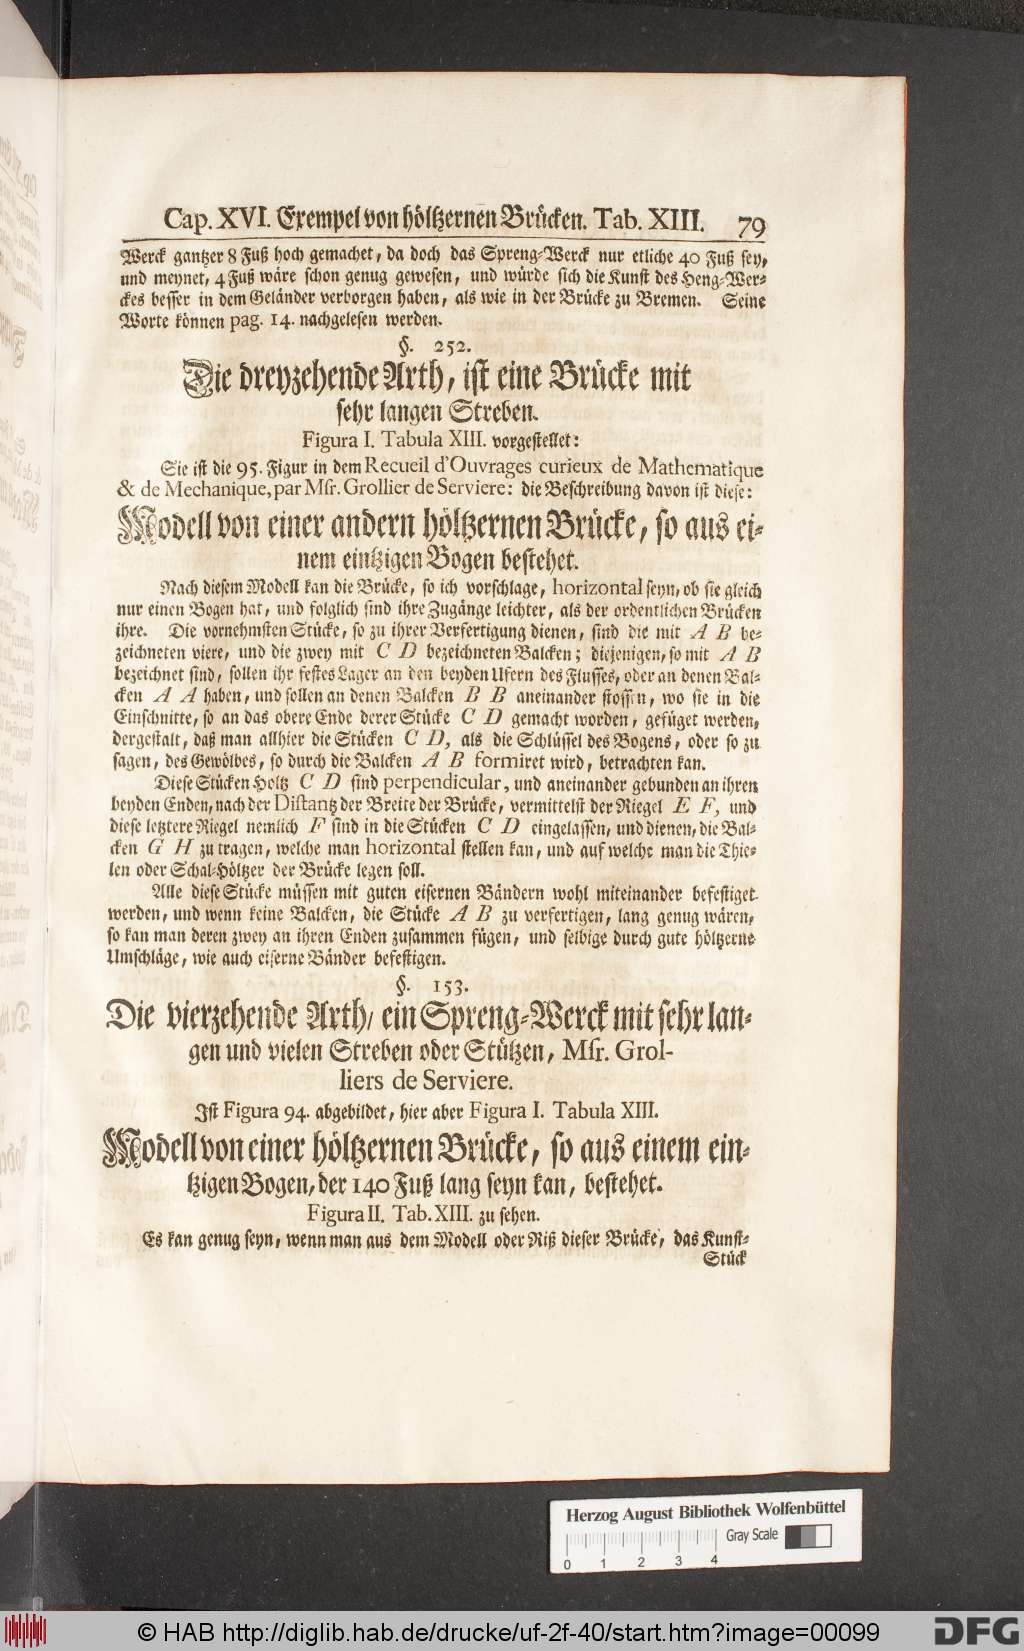 Cap. XVI. Exempel von höltzernen Brücken. Tab. XIII. 79
Werck gantzer 8 Fuß hoch gemachet, da doch das Spreng-Werck nur etliche 40 Fuß sey,
und meynet, 4 Fuß wäre schon genug gewesen, und würde sich die Kunst des Heng-Wer-
ckes besser in dem Geländer verborgen haben, als wie in der Brücke zu Bremen. Seine
Worte können pag. 14. nachgelesen werden.
§. 252.
Die dreyzehende Arth, ist eine Brücke mit
sehr langen Streben.
Figura I. Tabula XIII. vorgestellet:
Sie ist die 95. Figur in dem Recueil d'Ouvrages curieux de Mathematique
& de Mechanique, par Msr. Grollier de Serviere: die Beschreibung davon ist diese:
Modell von einer andern höltzernen Brücke, so aus ei-
nem eintzigen Bogen bestehet.
Nach diesem Modell kan die Brücke, so ich vorschlage, horizontal seyn, ob sie gleich
nur einen Bogen hat, und folglich sind ihre Zugänge leichter, als der ordentlichen Brücken
ihre. Die vornehmsten Stücke, so zu ihrer Verfertigung dienen, sind die mit A B be-
zeichneten viere, und die zwey mit C D bezeichneten Balcken; diejenigen, so mit A B
bezeichnet sind, sollen ihr festes Lager an den beyden Ufern des Flusses, oder an denen Bal-
cken A A haben, und sollen an denen Balcken B B aneinander stossen, wo sie in die
Einschnitte, so an das obere Ende derer Stücke C D gemacht worden, gefüget werden,
dergestalt, daß man allhier die Stücken C D, als die Schlüssel des Bogens, oder so zu
sagen, des Gewölbes, so durch die Balcken A B formiret wird, betrachten kan.
Diese Stücken Holtz C D sind perpendicular, und aneinander gebunden an ihren
beyden Enden, nach der Distantz der Breite der Brücke, vermittelst der Riegel E F, und
diese letztere Riegel nemlich F sind in die Stücken C D eingelassen, und dienen, die Bal-
cken G H zu tragen, welche man horizontal stellen kan, und auf welche man die Thie-
len oder Schal-Höltzer der Brücke legen soll.
Alle diese Stücke müssen mit guten eisernen Bändern wohl miteinander befestiget
werden, und wenn keine Balcken, die Stücke A B zu verfertigen, lang genug wären,
so kan man deren zwey an ihren Enden zusammen fügen, und selbige durch gute höltzerne
Umschläge, wie auch eiserne Bänder befestigen.
§. 153.
Die vierzehende Arth, ein Spreng-Werck mit sehr lan-
gen und vielen Streben oder Stützen, Msr. Grol-
liers de Serviere.
Ist Figura 94. abgebildet, hier aber Figura I. Tabula XIII.
Modell von einer höltzernen Brücke, so aus einem ein-
tzigen Bogen, der 140 Fuß lang seyn kan, bestehet.
Figura II. Tab. XIII. zu sehen.
Es kan genug seyn, wenn man aus dem Modell oder Riß dieser Brücke, das Kunst-
Stück
Herzog August Bibliothek Wolfenbüttel
Gray Scale
0 1 2 3 4
© HAB http://diglib.hab.de/drucke/uf-2f-40/start.htm?image=00099
DFG